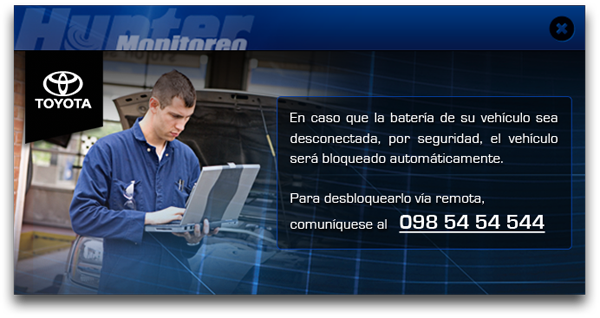 Hunter
Monitoreo
TOYOTA
En caso que la batería de su vehículo sea
desconectada, por seguridad, el vehículo
será bloqueado automáticamente.
Para desbloquearlo vía remota,
comuníquese al 098 54 54 544